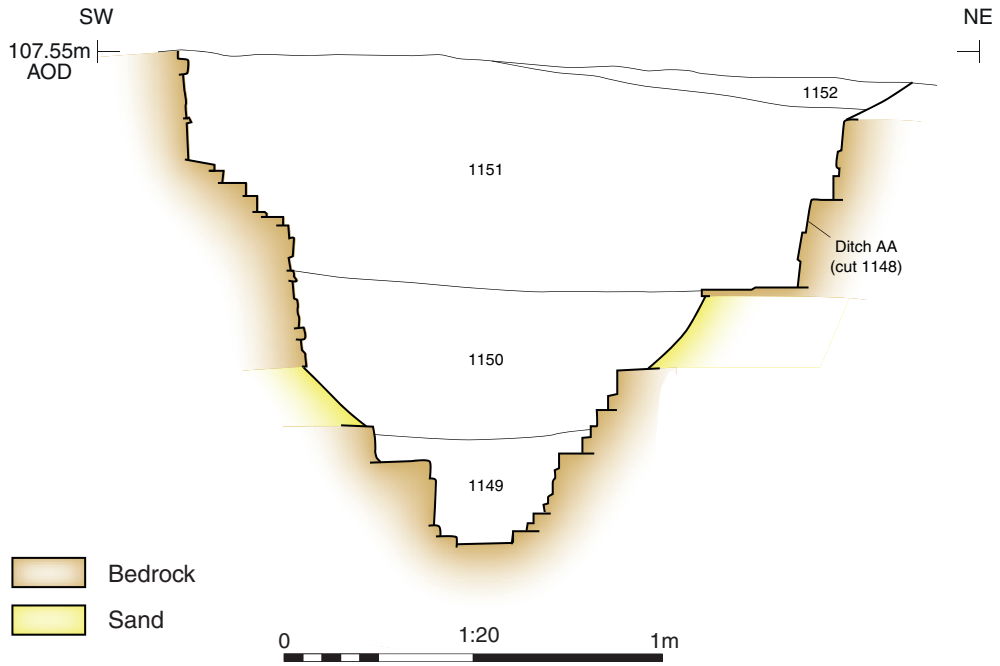 SW
NE
107.55m
AOD
1152
1151
Ditch AA
(cut 1148)
1150
1149
Bedrock
Sand
0
1:20
1m